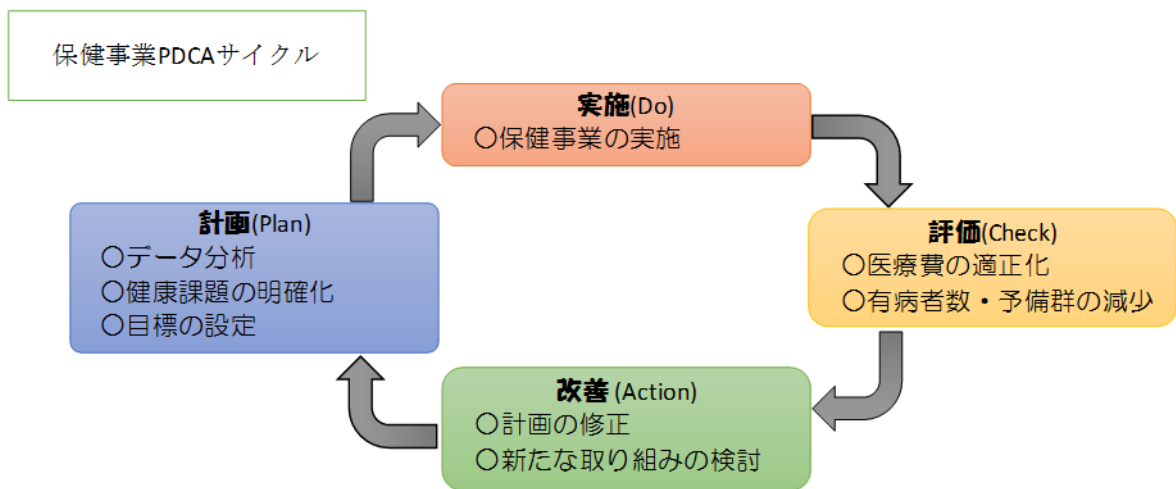 保健事業PDCAサイクル
実施(Do)
〇保健事業の実施
計画(Plan)
〇データ分析
〇健康課題の明確化
〇目標の設定
評価(Check)
〇医療費の適正化
〇有病者数・予備群の減少
改善(Action)
〇計画の修正
〇新たな取り組みの検討